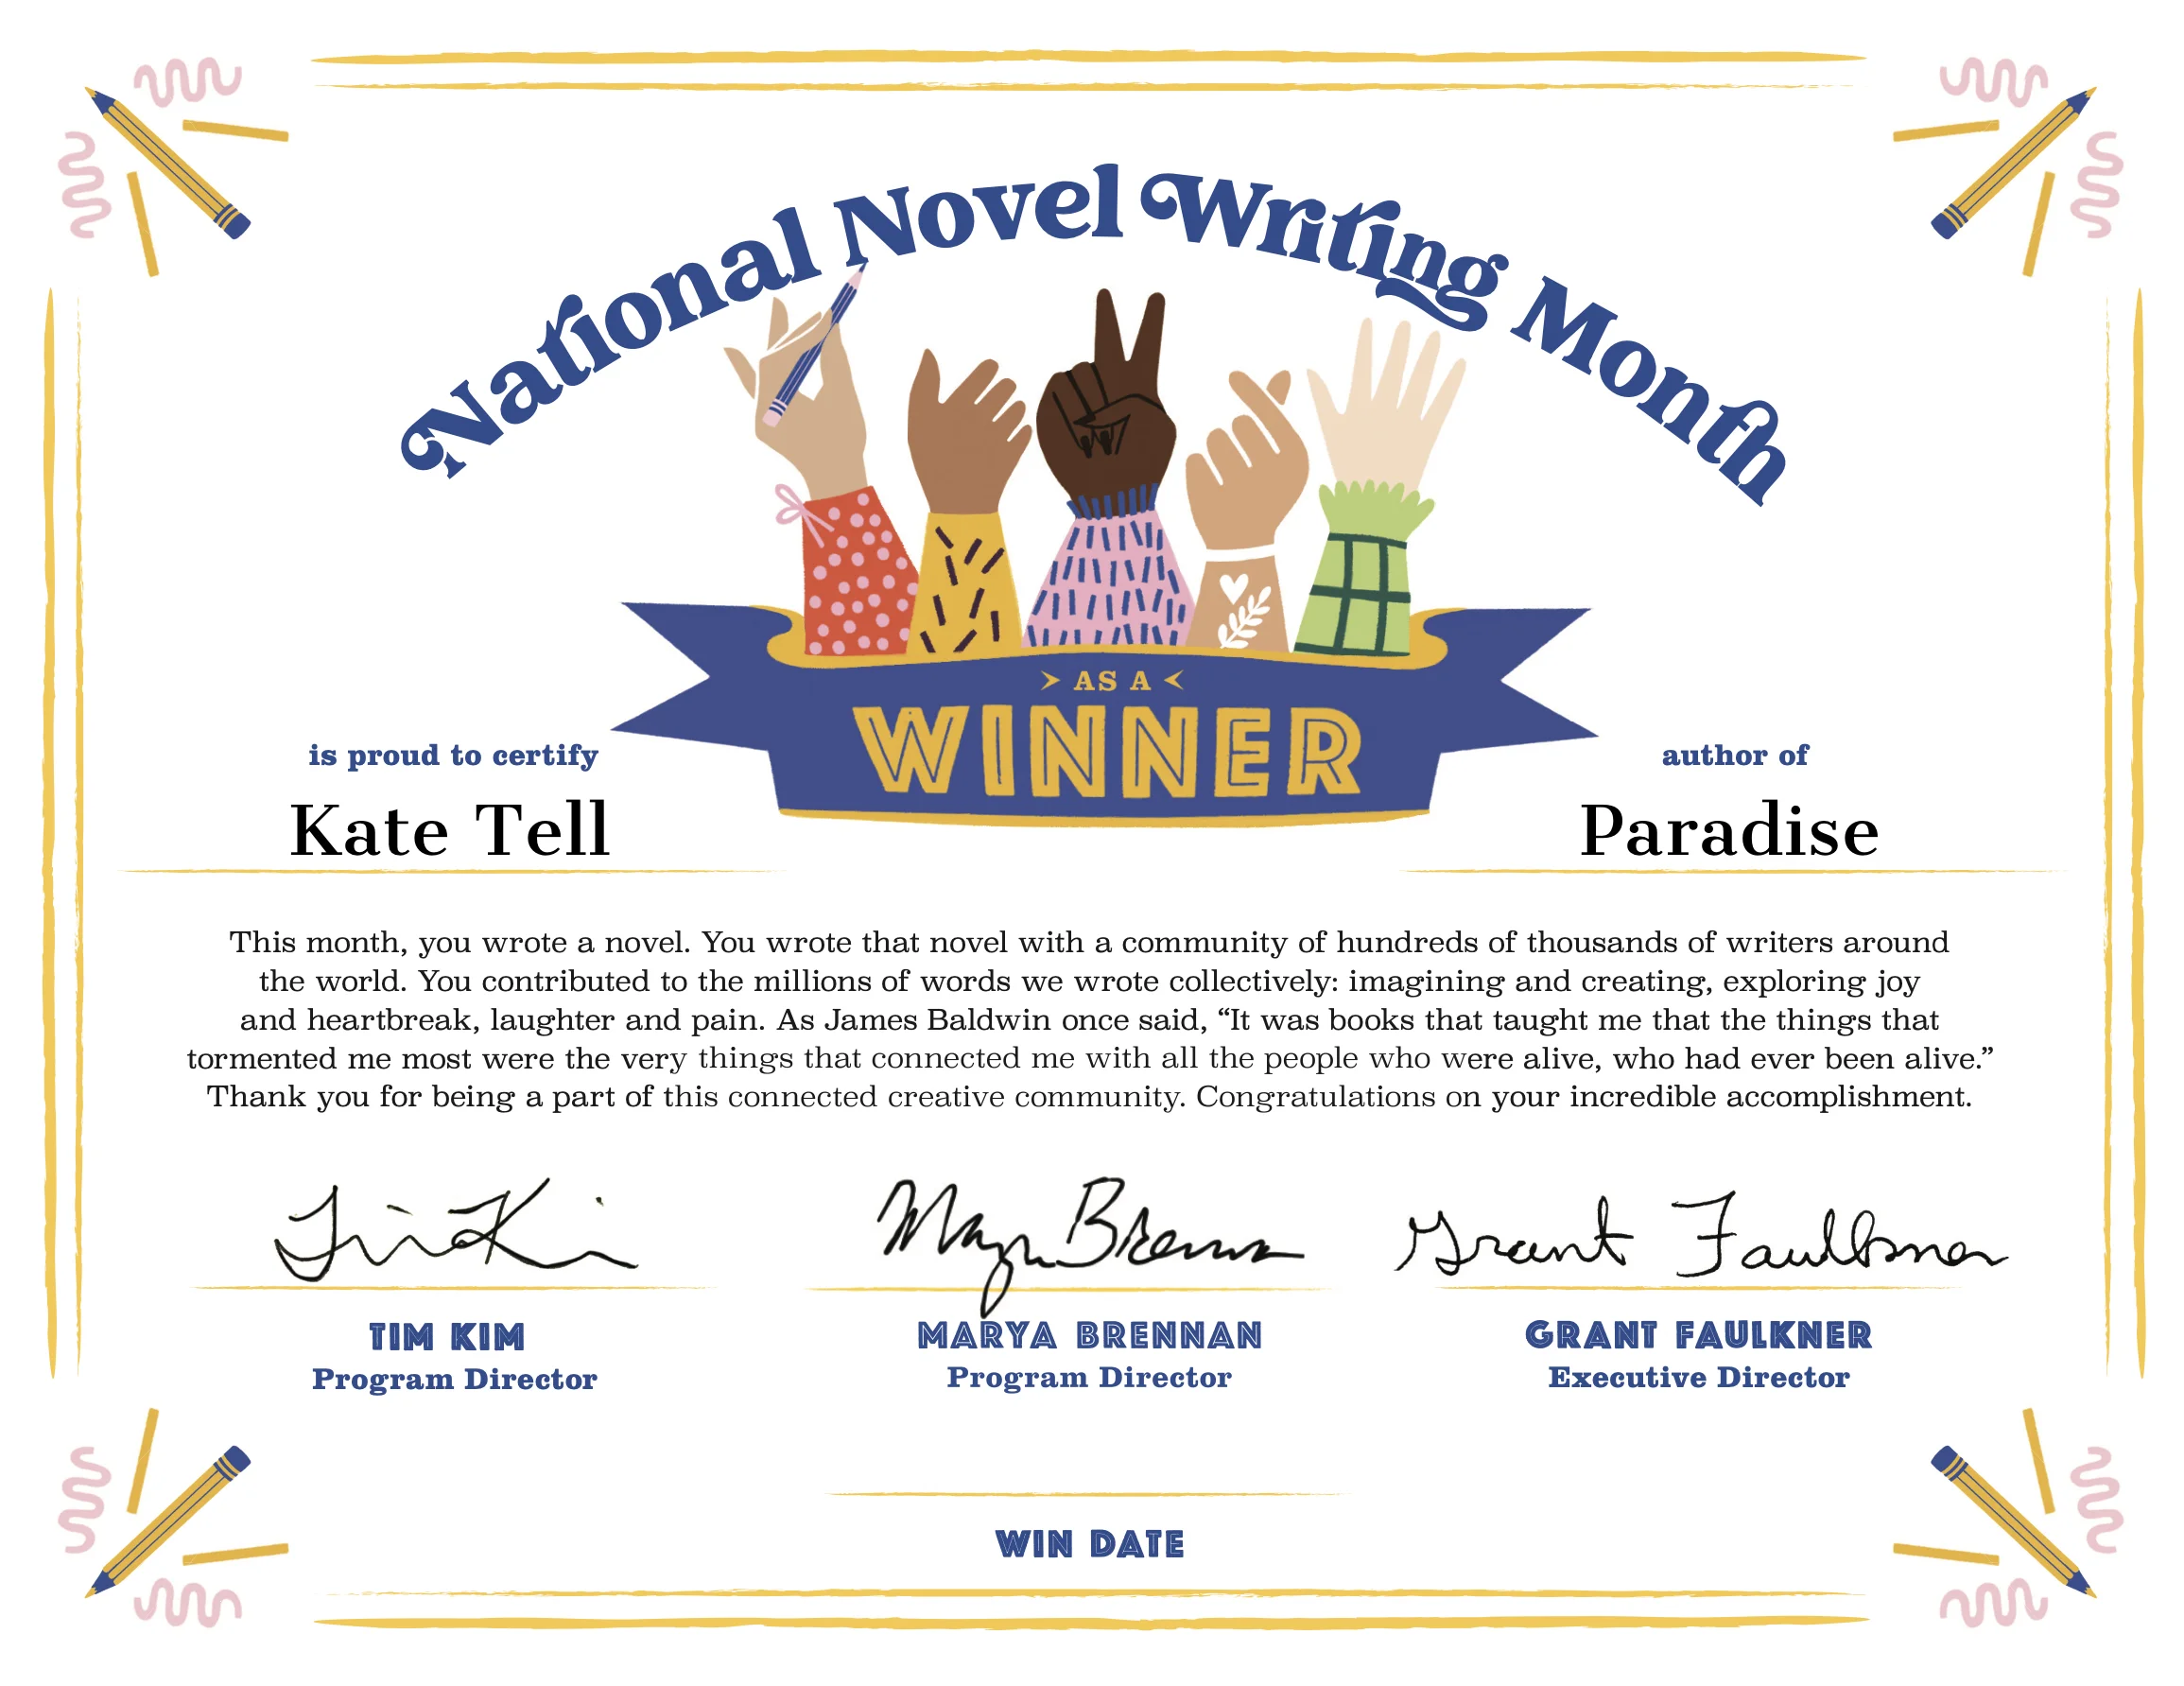 National Novel Writing Month
AS A
WINNER
is proud to certify
Kate Tell
author of
Paradise
This month, you wrote a novel. You wrote that novel with a community of hundreds of thousands of writers around
the world. You contributed to the millions of words we wrote collectively: imagining and creating, exploring joy
and heartbreak, laughter and pain. As James Baldwin once said, “It was books that taught me that the things that
tormented me most were the very things that connected me with all the people who were alive, who had ever been alive.”
Thank you for being a part of this connected creative community. Congratulations on your incredible accomplishment.
Tim Kim
Marya Brennan
Grant Faulkner
TIM KIM
Program Director
MARYA BRENNAN
Program Director
GRANT FAULKNER
Executive Director
WIN DATE